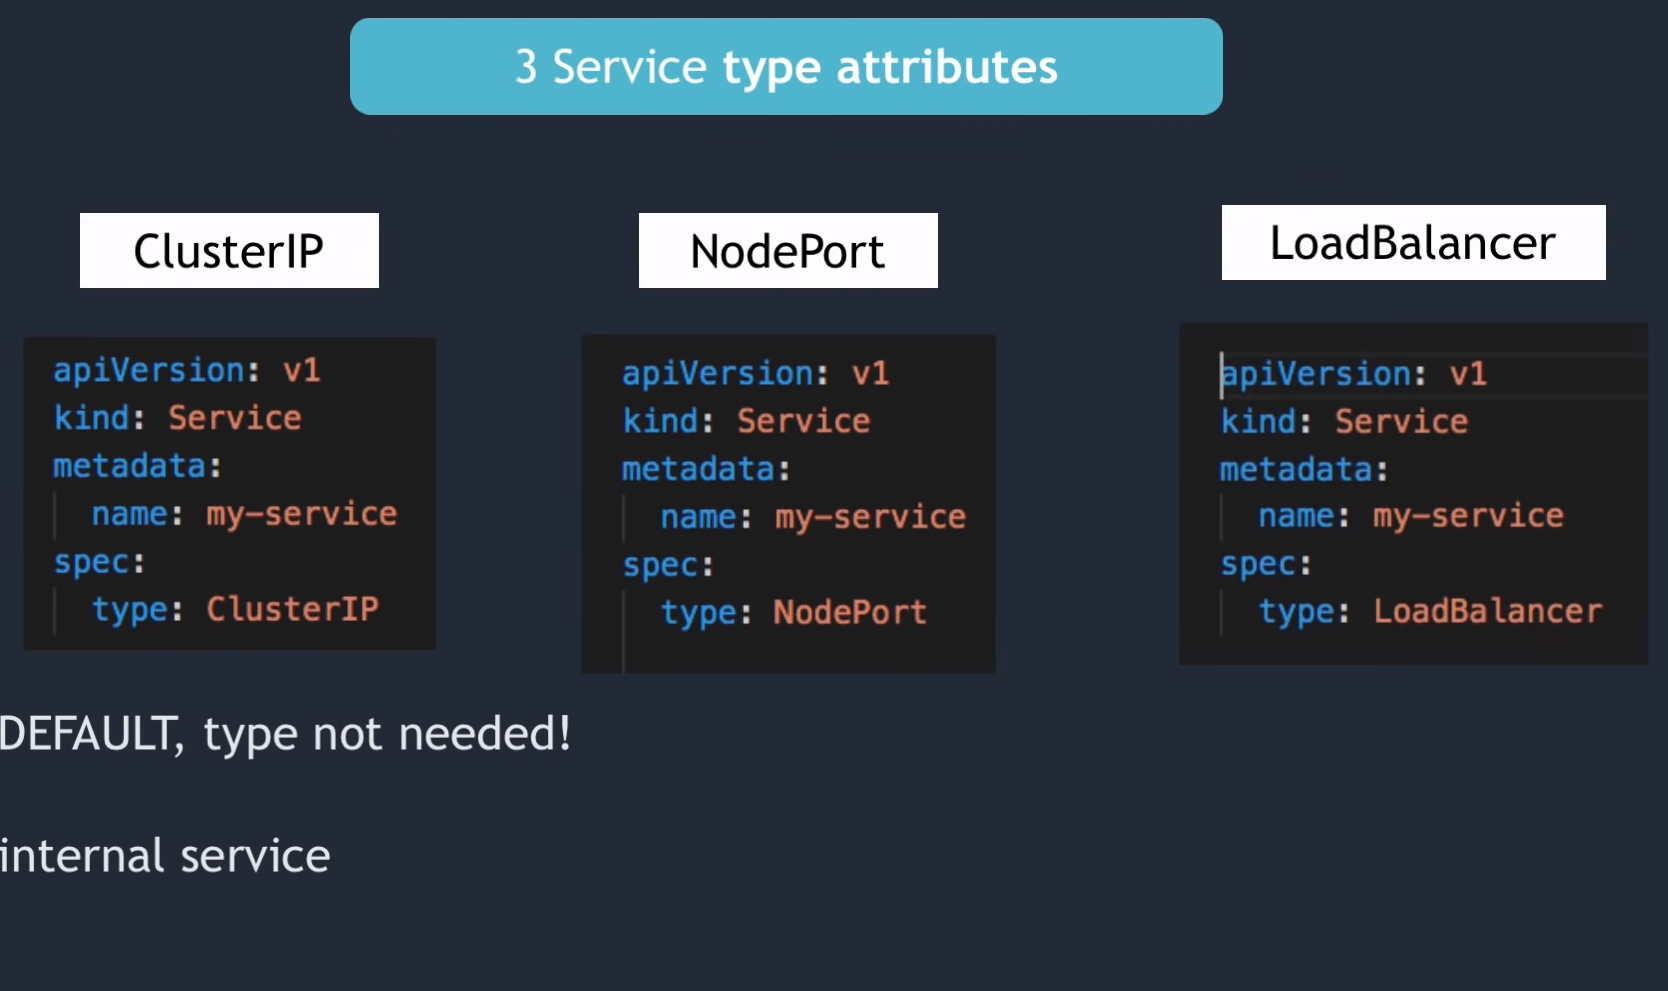 3 Service type attributes
ClusterIP
apiVersion: v1
kind: Service
metadata:
  name: my-service
spec:
  type: ClusterIP
DEFAULT, type not needed!
internal service
NodePort
apiVersion: v1
kind: Service
metadata:
  name: my-service
spec:
  type: NodePort
LoadBalancer
apiVersion: v1
kind: Service
metadata:
  name: my-service
spec:
  type: LoadBalancer